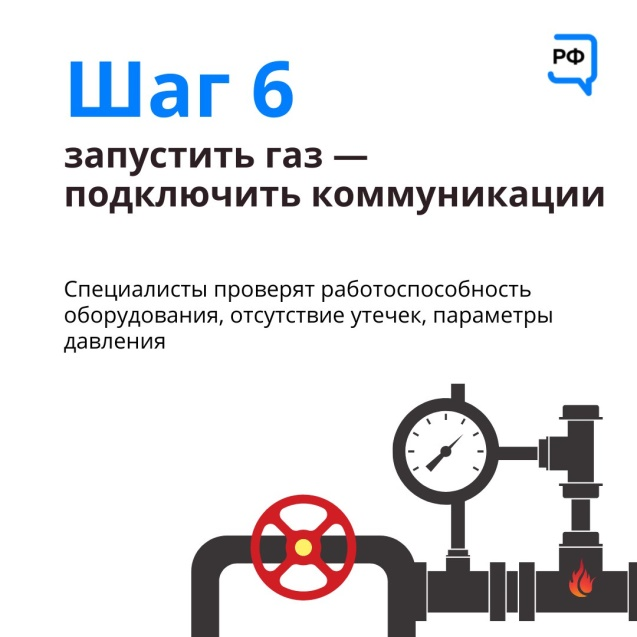 РФ
Шаг 6
запустить газ —
подключить коммуникации
Специалисты проверят работоспособность
оборудования, отсутствие утечек, параметры
давления